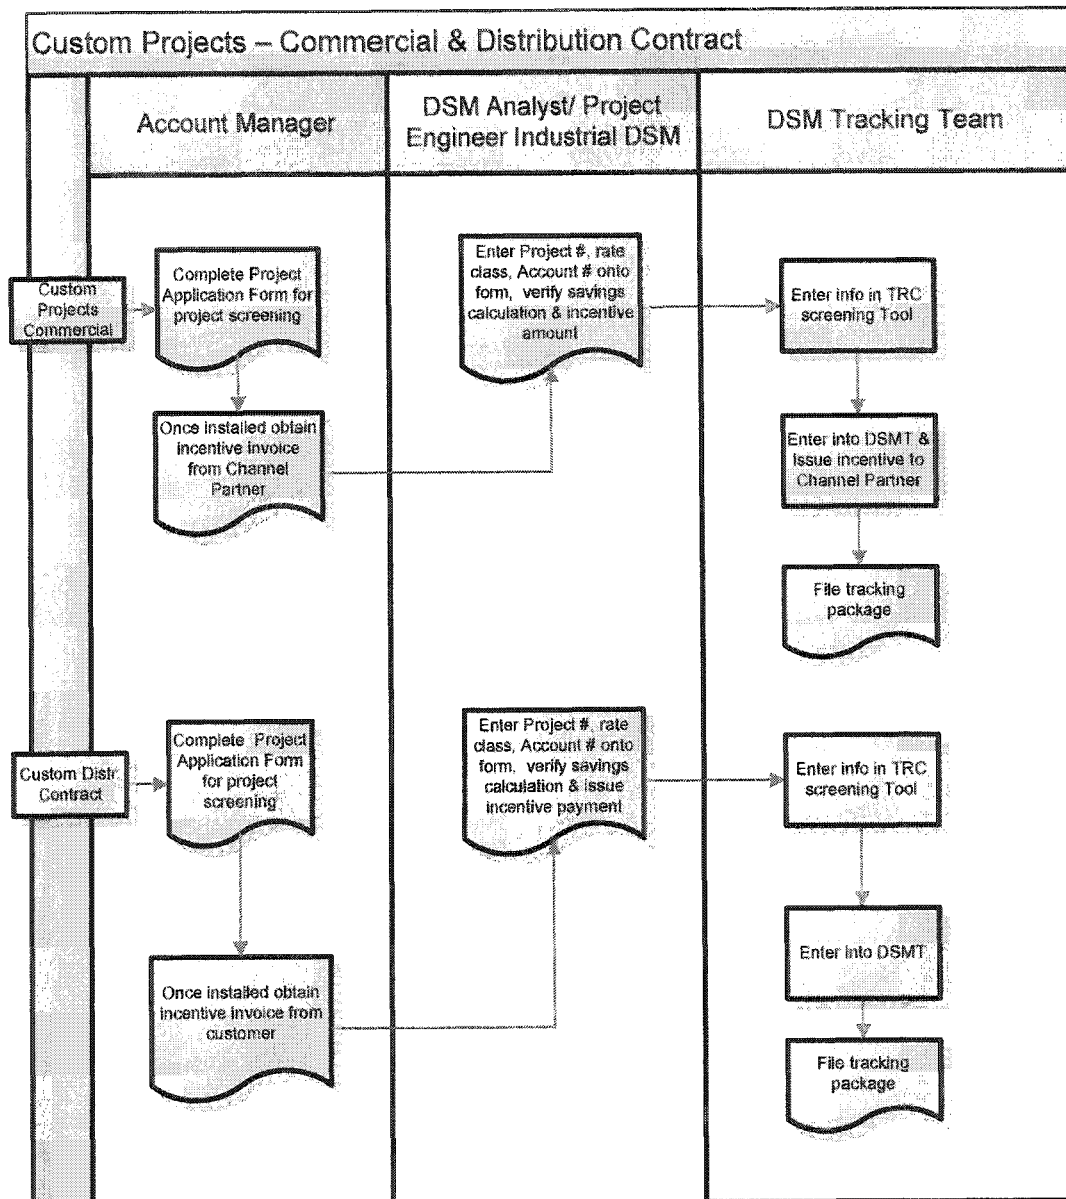 Custom Projects – Commercial & Distribution Contract
Account Manager
DSM Analyst/ Project
Engineer Industrial DSM
DSM Tracking Team
Custom
Projects
Commercial
Complete Project
Application Form for
project screening
Once installed obtain
incentive invoice
from Channel
Partner
Enter Project #, rate
class, Account # onto
form, verify savings
calculation & incentive
amount
Enter info in TRC
screening Tool
Enter into DSMT &
issue incentive to
Channel Partner
File tracking
package
Custom Distr.
Contract
Complete Project
Application Form
for project
screening
Once installed obtain
incentive invoice from
customer
Enter Project #, rate
class, Account # onto
form, verify savings
calculation & issue
incentive payment
Enter info in TRC
screening Tool
Enter into DSMT
File tracking
package